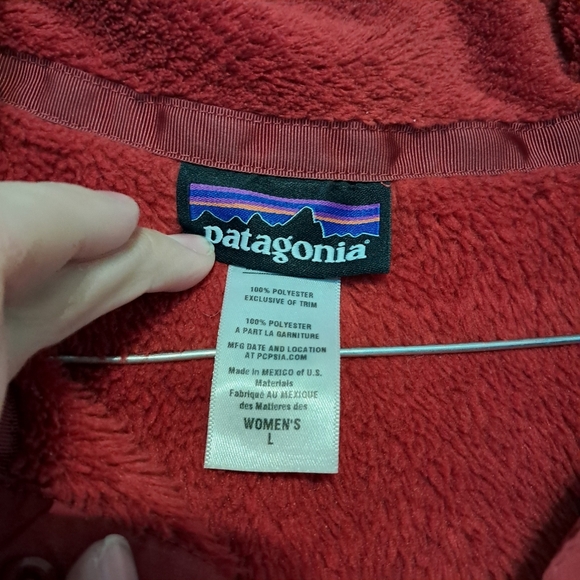 patagonia®
100% POLYESTER
EXCLUSIVE OF TRIM
100% POLYESTER
A PART LA GARNITURE
MFG DATE AND LOCATION
AT PCPSIA.COM
Made in MEXICO of U.S.
Materials
Fabriqué AU MEXIQUE
des Matieres des
WOMEN'S
L